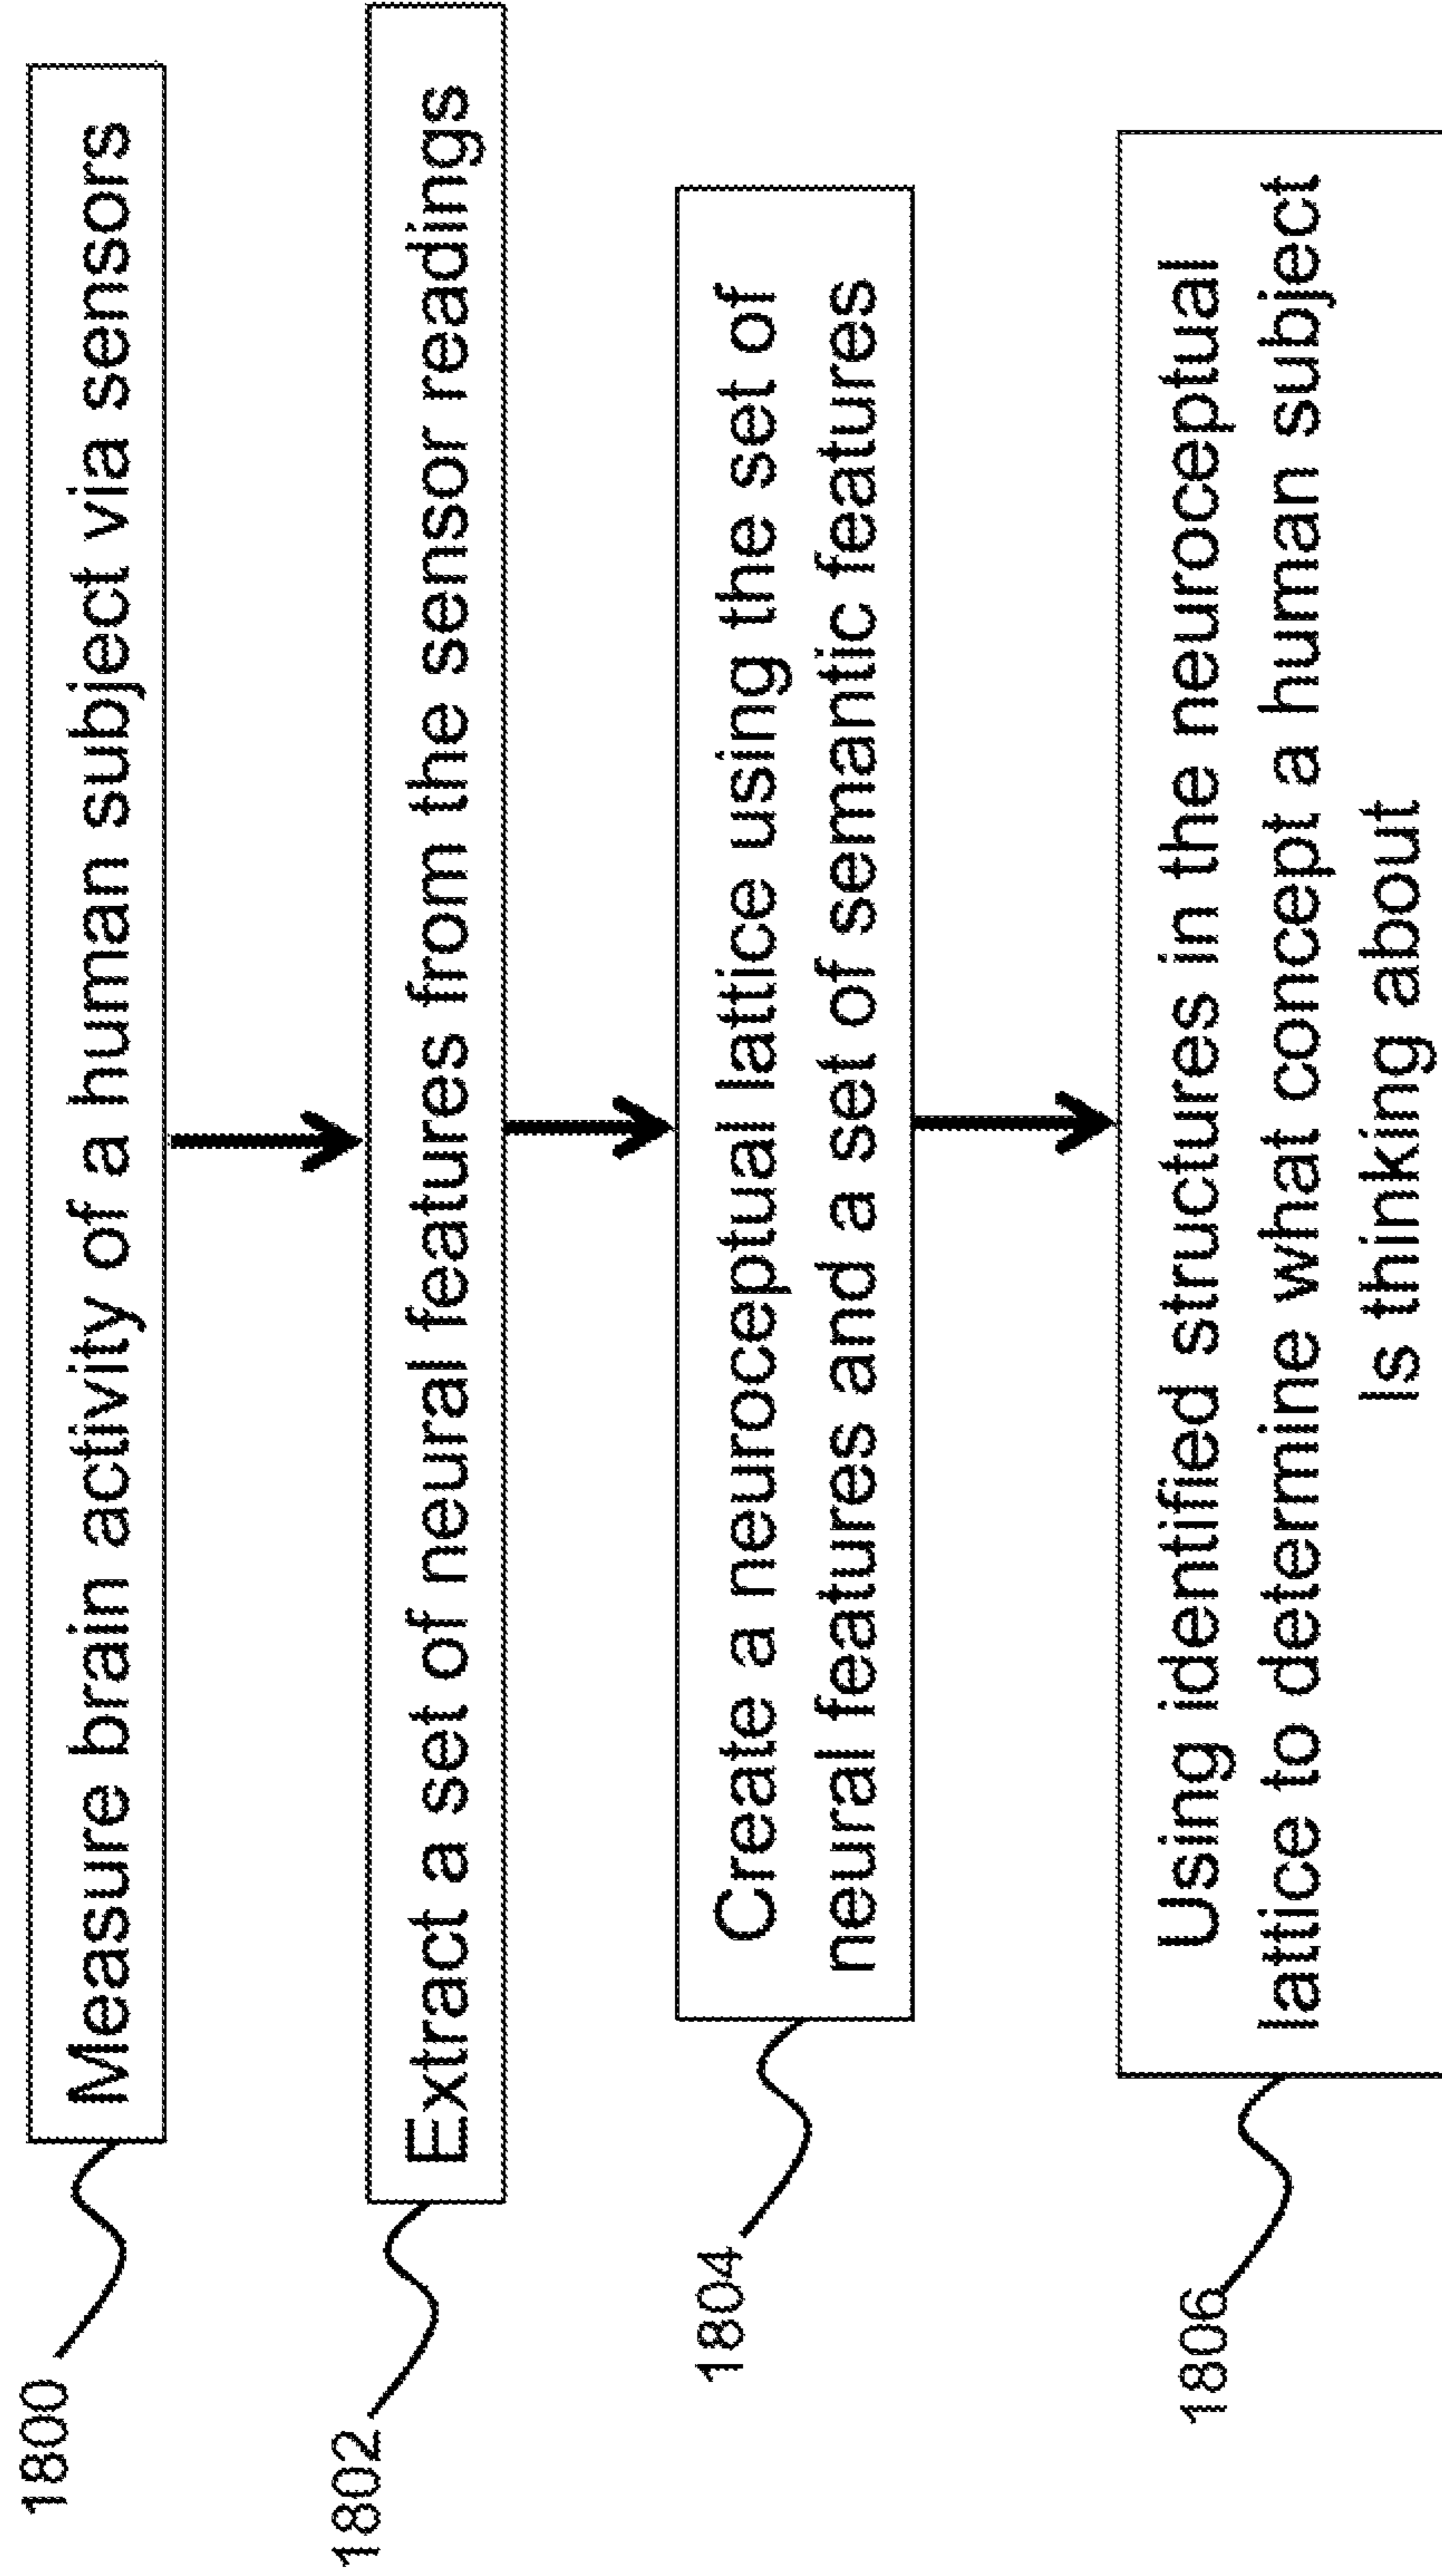 1800
Measure brain activity of a human subject via sensors
1802
Extract a set of neural features from the sensor readings
1804
Create a neuroceptual lattice using the set of
neural features and a set of semantic features
1806
Using identified structures in the neuroceptual
lattice to determine what concept a human subject
Is thinking about